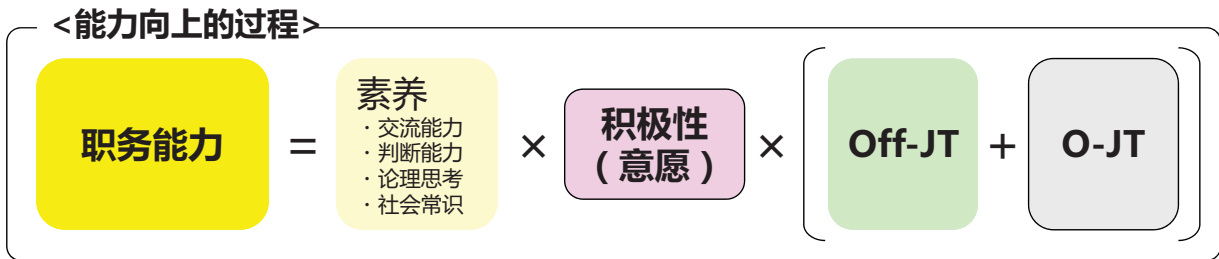 <能力向上的过程>
职务能力
=
素养
・交流能力
・判断能力
・论理思考
・社会常识
×
积极性
（意愿）
×
Off-JT
+
O-JT